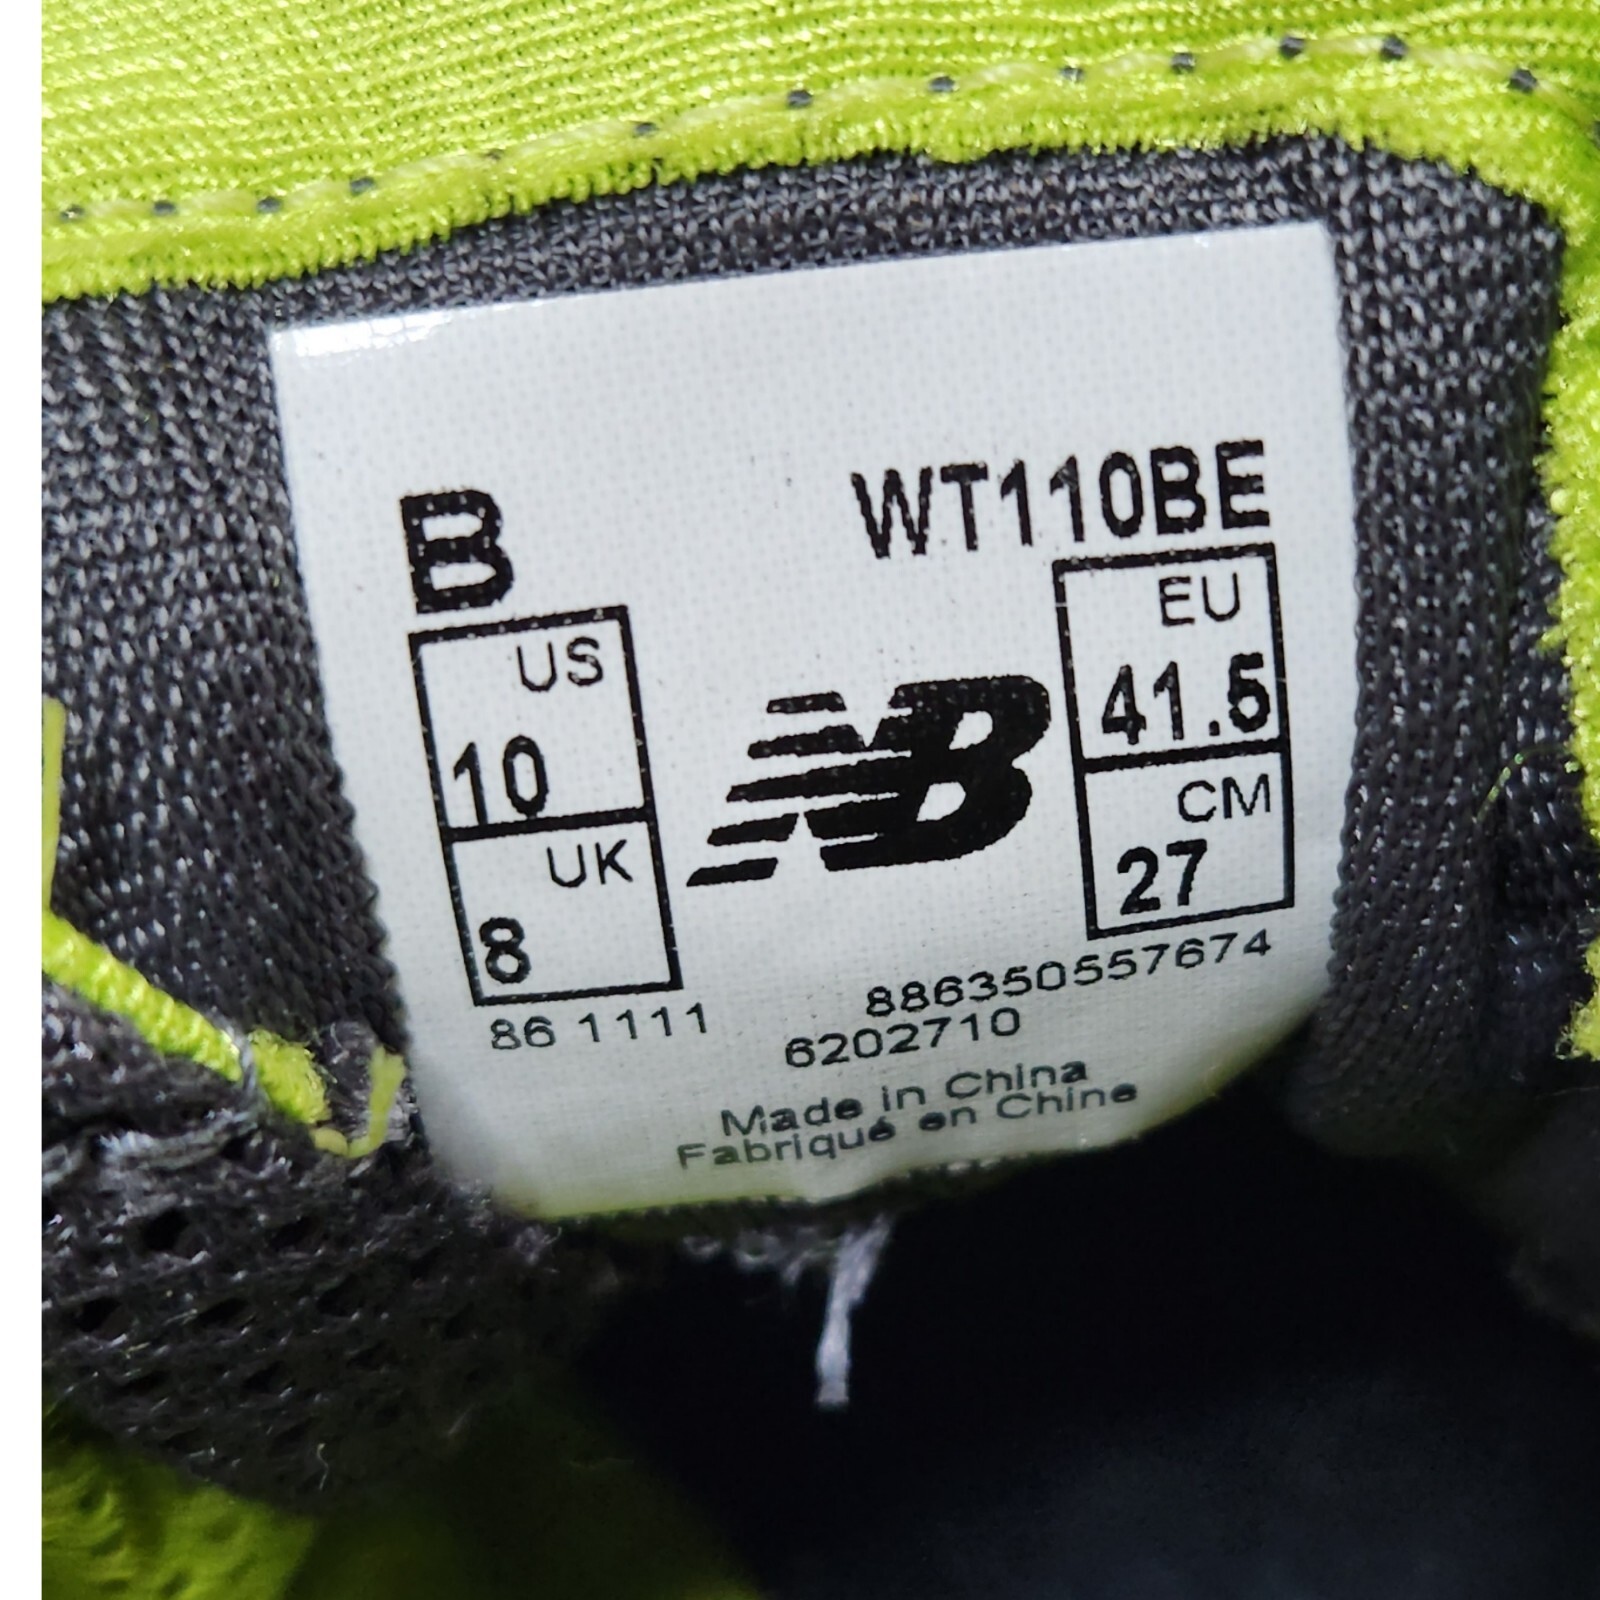 B
WT110BE
US
10
UK
8
NB
EU
41.5
CM
27
86 1111
886350557674
6202710
Made in China
Fabriqué en Chine